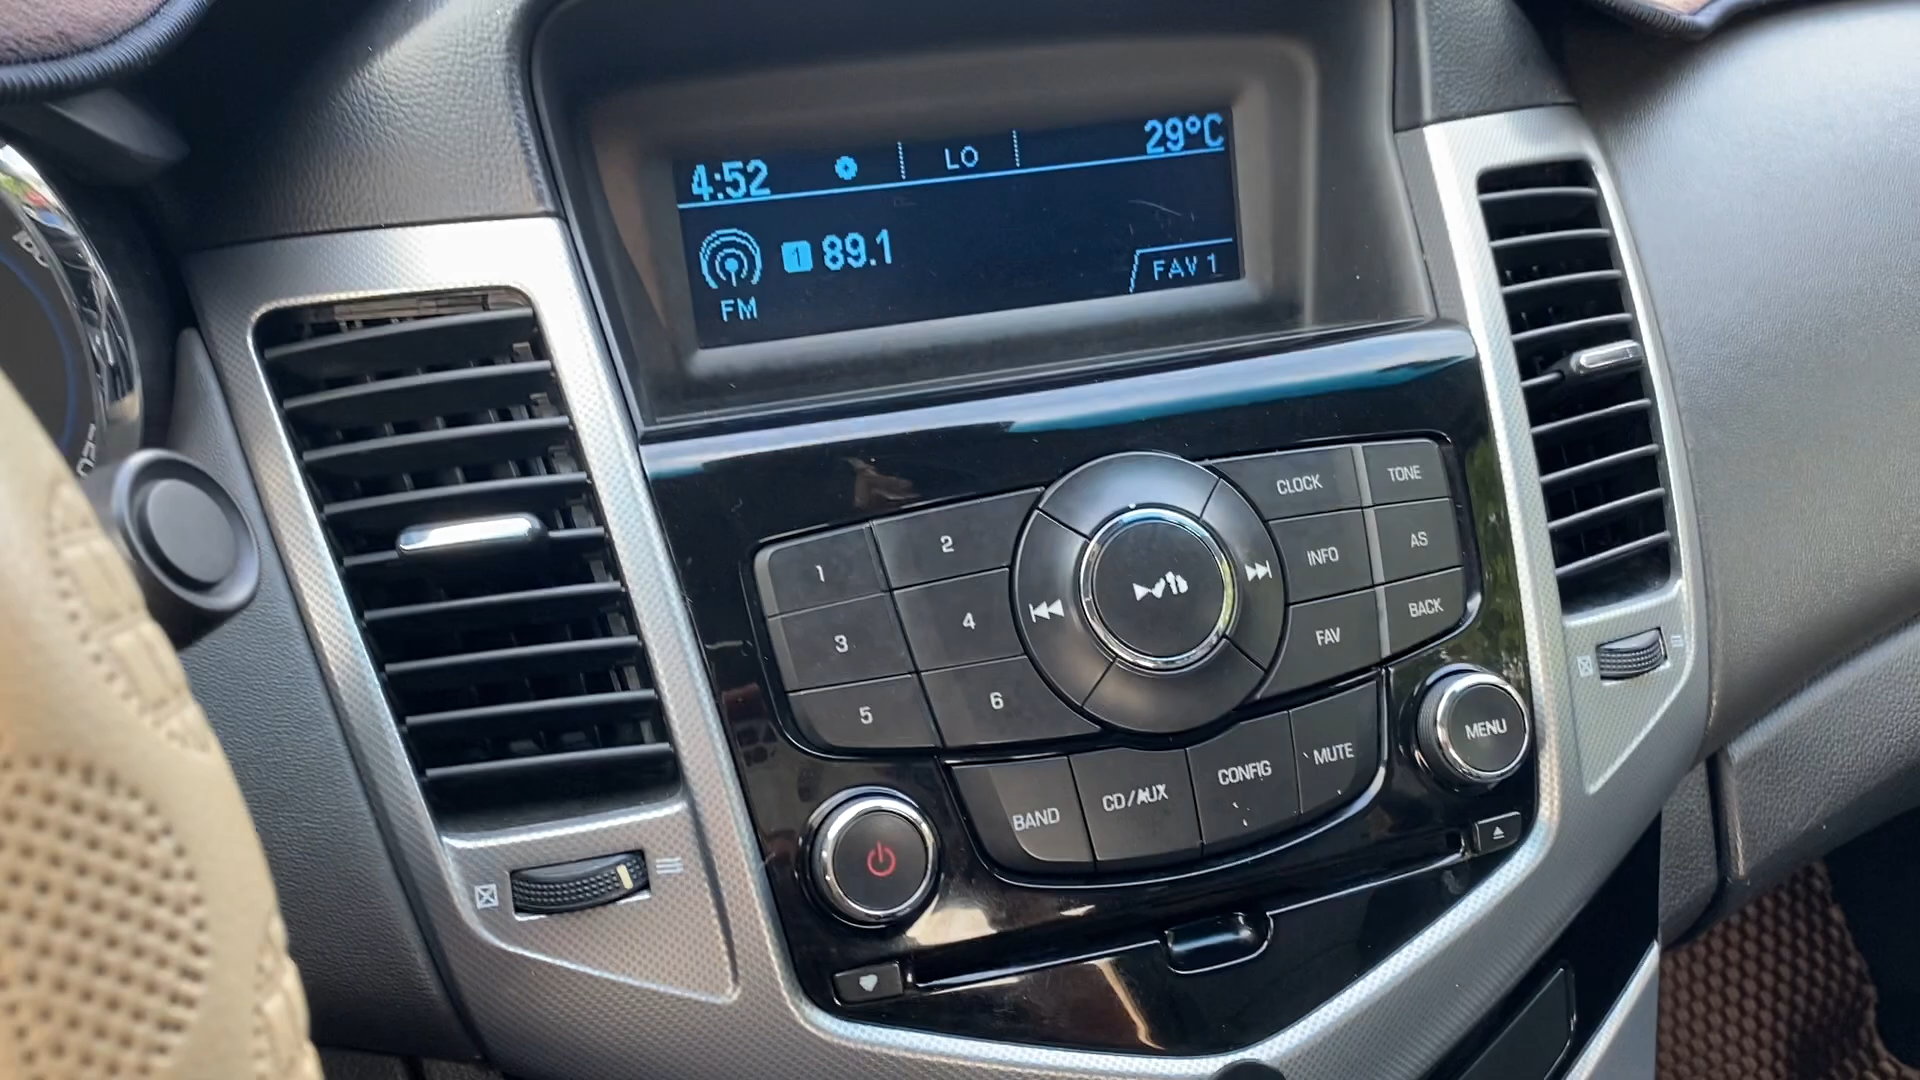 4:52 LO 29°C
1 89.1
FM FAV 1
CLOCK TONE
1 2 INFO AS
3 4 FAV BACK
5 6
BAND CD/AUX CONFIG MUTE MENU